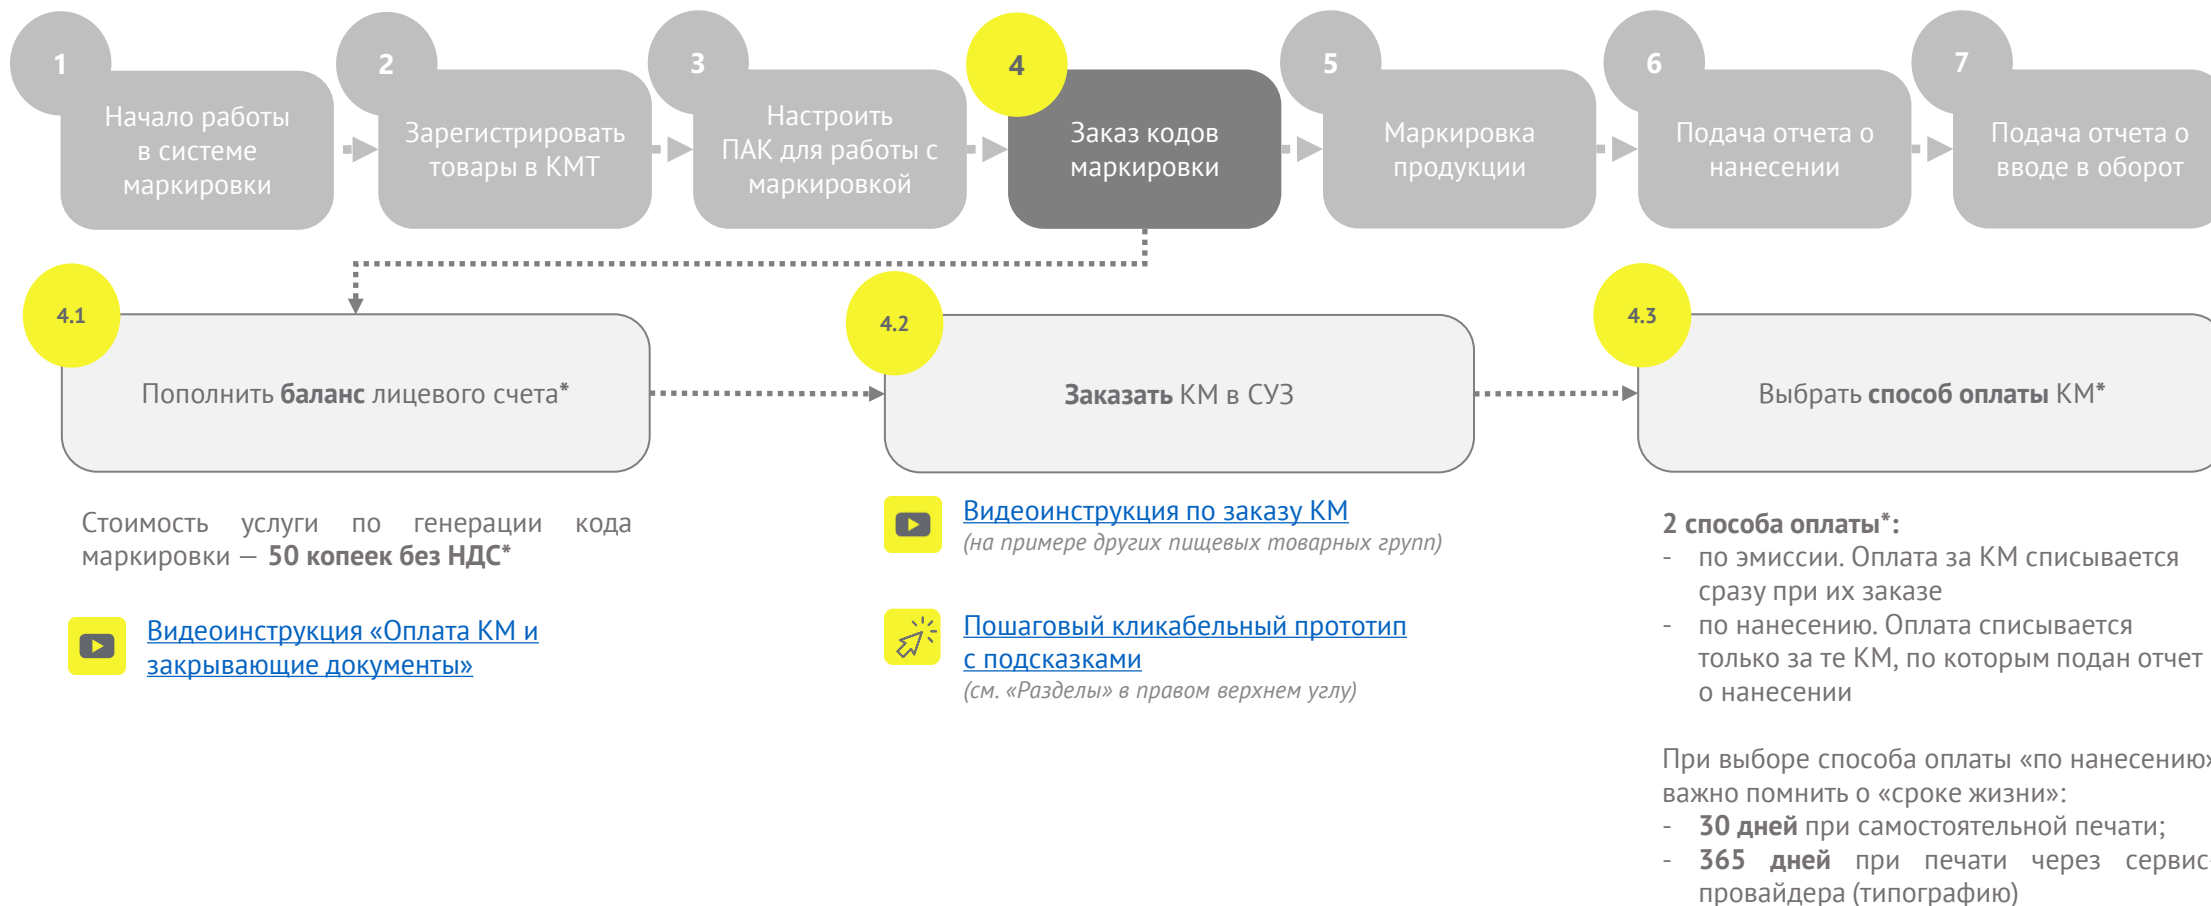 1
Начало работы
в системе
маркировки
2
Зарегистрировать
товары в КМТ
3
Настроить
ПАК для работы с
маркировкой
4
Заказ кодов
маркировки
5
Маркировка
продукции
6
Подача отчета о
нанесении
7
Подача отчета о
вводе в оборот
4.1
Пополнить баланс лицевого счета*
4.2
Заказать КМ в СУЗ
4.3
Выбрать способ оплаты КМ*
Стоимость услуги по генерации кода
маркировки — 50 копеек без НДС*
Видеоинструкция «Оплата КМ и
закрывающие документы»
Видеоинструкция по заказу КМ
(на примере других пищевых товарных групп)
Пошаговый кликабельный прототип
с подсказками
(см. «Разделы» в правом верхнем углу)
2 способа оплаты*:
- по эмиссии. Оплата за КМ списывается
сразу при их заказе
- по нанесению. Оплата списывается
только за те КМ, по которым подан отчет
о нанесении
При выборе способа оплаты «по нанесению»
важно помнить о «сроке жизни»:
- 30 дней при самостоятельной печати;
- 365 дней при печати через сервис-
провайдера (типографию)